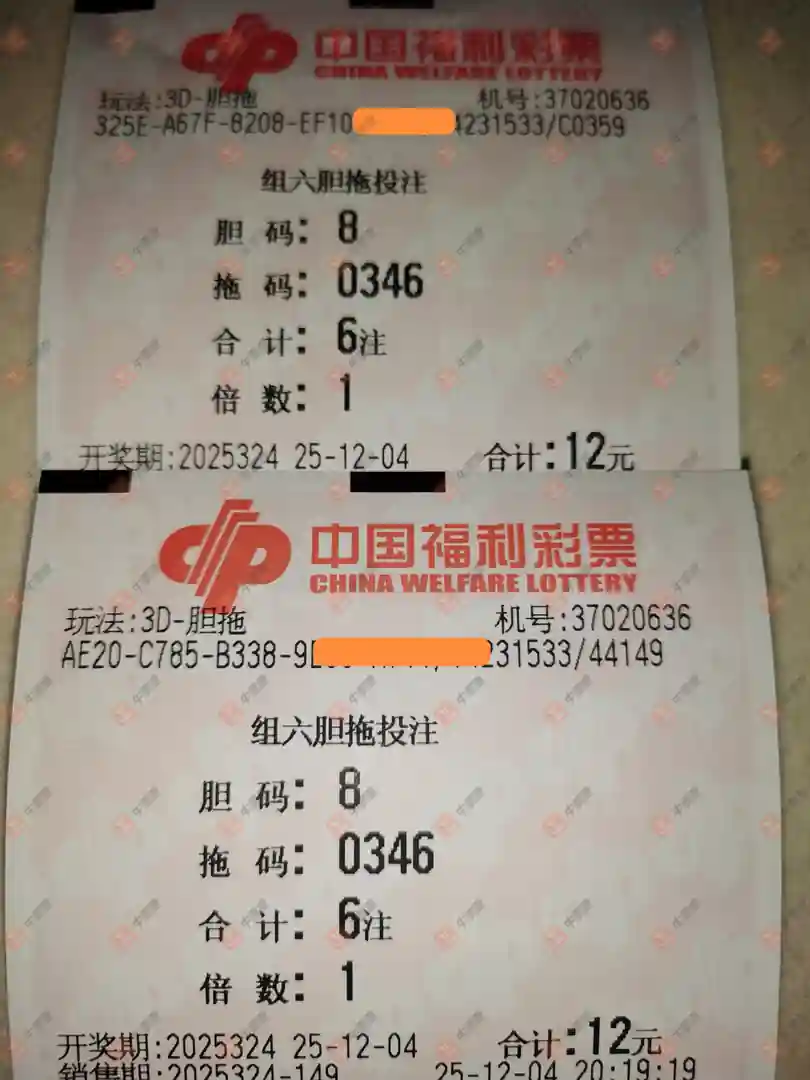 中国福利彩票
CHINA WELFARE LOTTERY
玩法:3D-胆拖 机号:37020636
325E-A67F-8208-EF10 4231533/C0359
组六胆拖投注
胆 码: 8
拖 码: 0346
合 计: 6注
倍 数: 1
开奖期:2025324 25-12-04 合计:12元
中国福利彩票
CHINA WELFARE LOTTERY
玩法:3D-胆拖 机号:37020636
AE20-C785-B338-9 231533/44149
组六胆拖投注
胆 码: 8
拖 码: 0346
合 计: 6注
倍 数: 1
开奖期:2025324 25-12-04 合计:12元
销售期:2025324-149 25-12-04 20:19:19